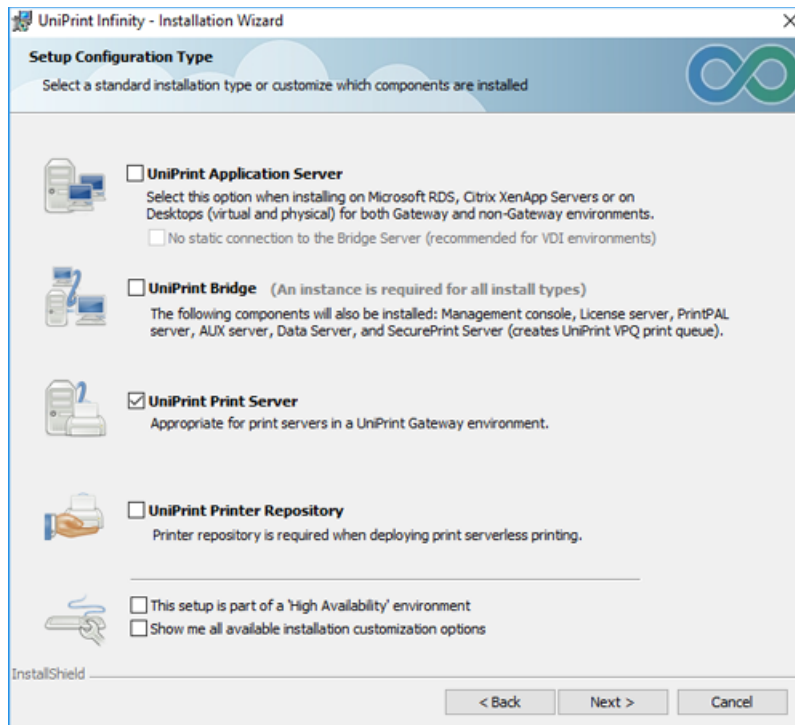 UniPrint Infinity - Installation Wizard
Setup Configuration Type
Select a standard installation type or customize which components are installed
UniPrint Application Server
Select this option when installing on Microsoft RDS, Citrix XenApp Servers or on
Desktops (virtual and physical) for both Gateway and non-Gateway environments.
No static connection to the Bridge Server (recommended for VDI environments)
UniPrint Bridge (An instance is required for all install types)
The following components will also be installed: Management console, License server, PrintPAL
server, AUX server, Data Server, and SecurePrint Server (creates UniPrint VPQ print queue).
UniPrint Print Server
Appropriate for print servers in a UniPrint Gateway environment.
UniPrint Printer Repository
Printer repository is required when deploying print serverless printing.
This setup is part of a 'High Availability' environment
Show me all available installation customization options
InstallShield
< Back Next > Cancel